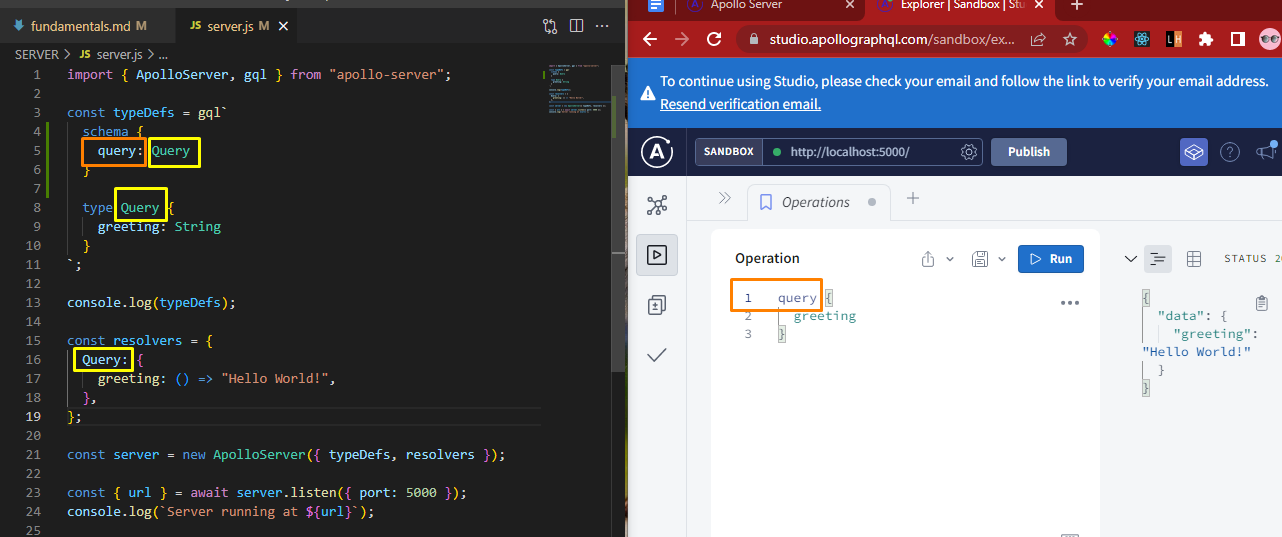 fundamentals.md M
JS server.js M
SERVER > JS server.js > ...
1 import { ApolloServer, gql } from "apollo-server";
2
3 const typeDefs = gql`
4 schema {
5 query: Query
6 }
7
8 type Query {
9 greeting: String
10 }
11 `;
12
13 console.log(typeDefs);
14
15 const resolvers = {
16 Query: {
17 greeting: () => "Hello World!",
18 },
19 };
20
21 const server = new ApolloServer({ typeDefs, resolvers });
22
23 const { url } = await server.listen({ port: 5000 });
24 console.log(`Server running at ${url}`);
25
Apollo Server
Explorer | Sandbox | Stu
studio.apollographql.com/sandbox/ex...
To continue using Studio, please check your email and follow the link to verify your email address.
Resend verification email.
SANDBOX http://localhost:5000/
Publish
Operations
Operation
Run
1 query {
2 greeting
3 }
STATUS 20
{
"data": {
"greeting":
"Hello World!"
}
}